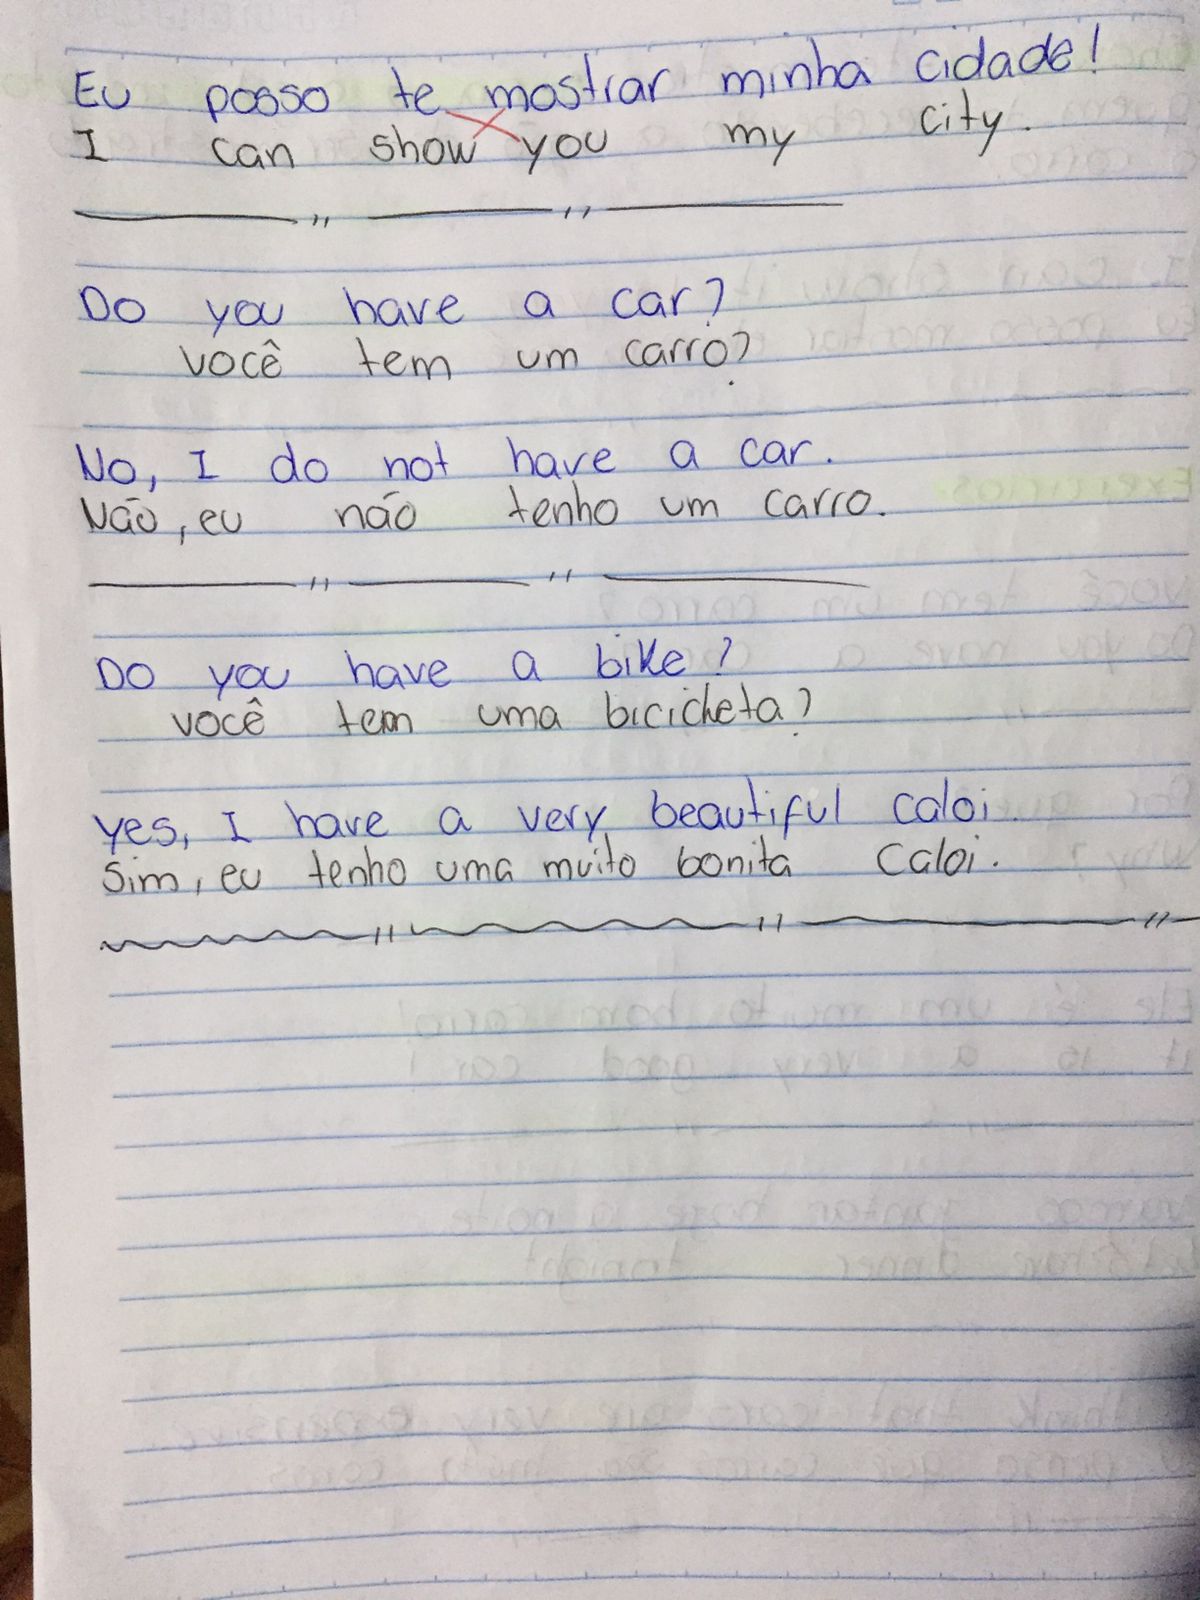 Eu posso te mostrar minha cidade!
I can show you my city.
Do you have a car?
você tem um carro?
No, I do not have a car.
Não, eu não tenho um carro.
Do you have a bike?
você tem uma bicicheta?
yes, I have a very beautiful caloi
Sim, eu tenho uma muito bonita Caloi.